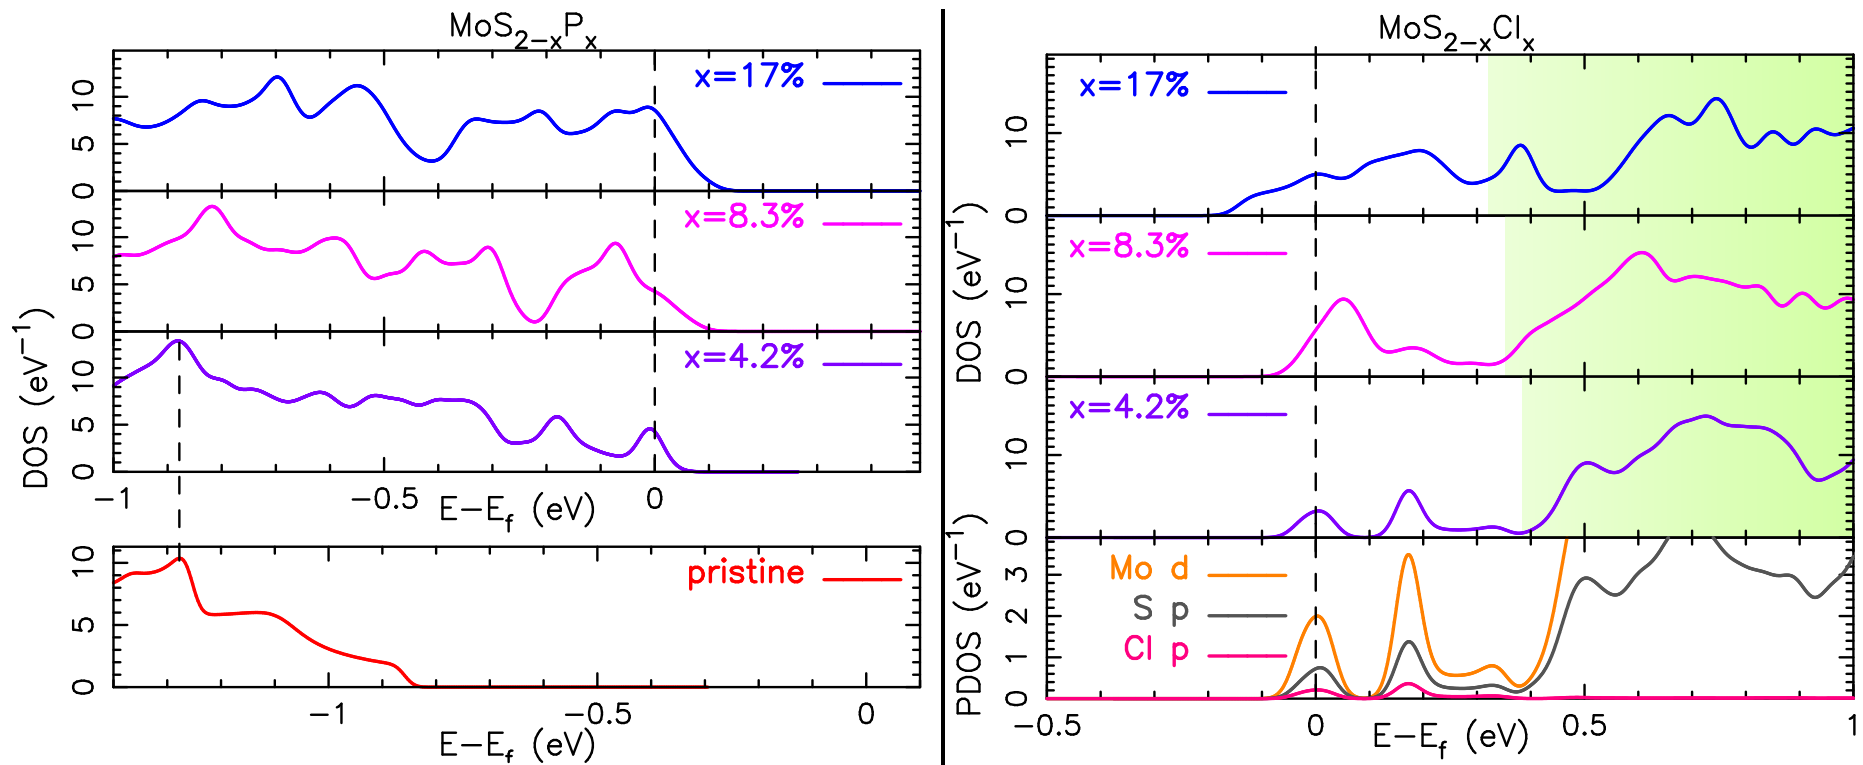 MoS2−xPx
x=17%
10
5
0
x=8.3%
10
5
0
x=4.2%
10
5
0
DOS (eV−1)
−1 −0.5 0
E−Ef (eV)
pristine
10
5
0
−1 −0.5 0
E−Ef (eV)
MoS2−xClx
x=17%
10
0
x=8.3%
10
0
DOS (eV−1)
x=4.2%
10
0
Mo d
S p
Cl p
3
2
1
0
PDOS (eV−1)
−0.5 0 0.5 1
E−Ef (eV)